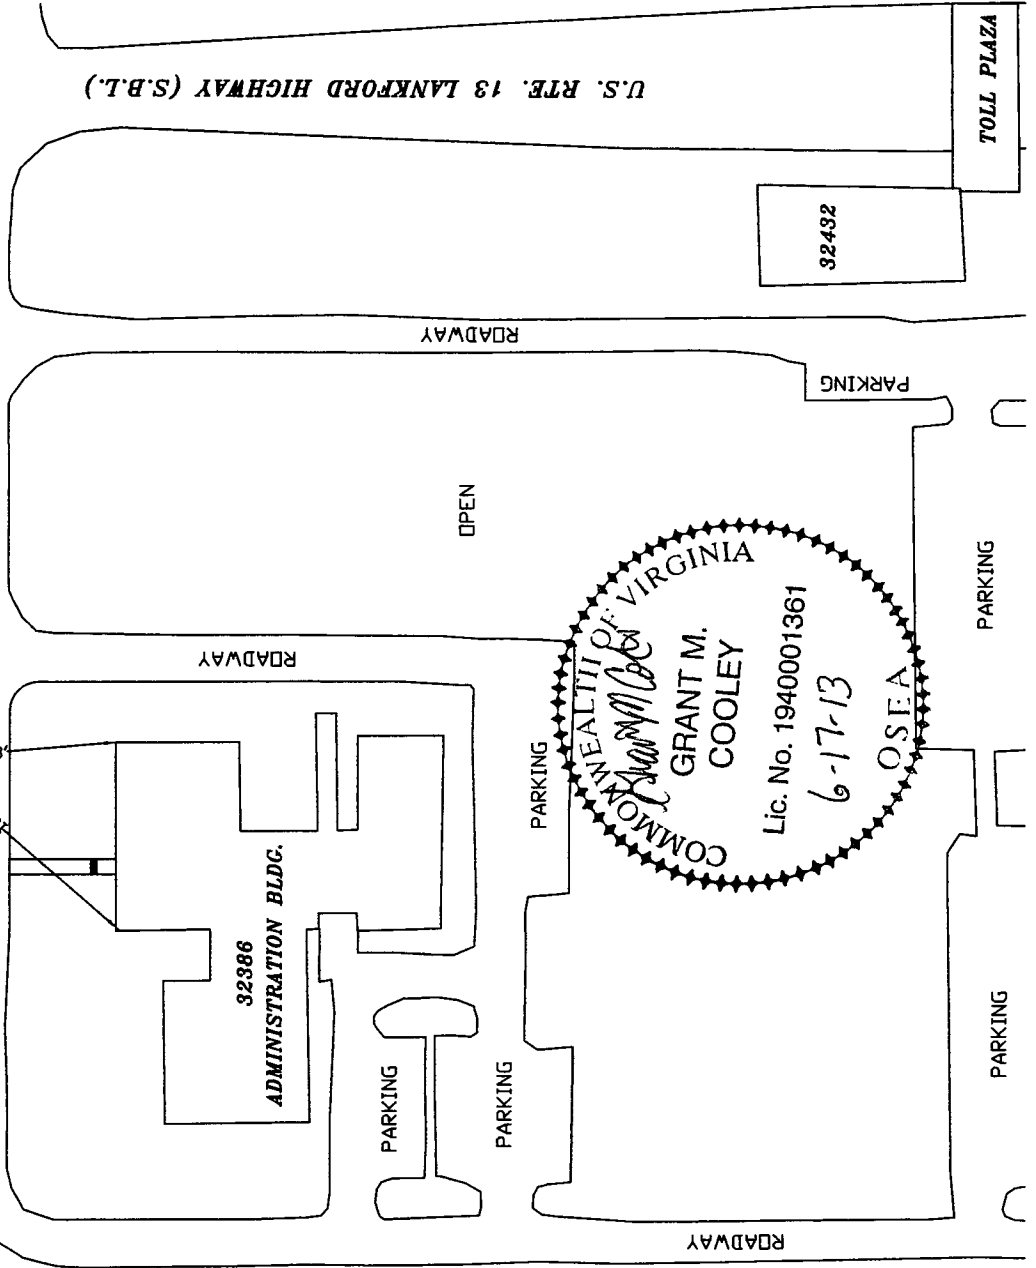 U.S. RTE. 13 LANKFORD HIGHWAY (S.B.L.)
TOLL PLAZA
32432
ROADWAY
PARKING
OPEN
PARKING
ROADWAY
PARKING
COMMONWEALTH OF VIRGINIA
GRANT M.
COOLEY
Lic. No. 1940001361
6-17-13
OSEA
32386
ADMINISTRATION BLDG.
PARKING
PARKING
PARKING
ROADWAY